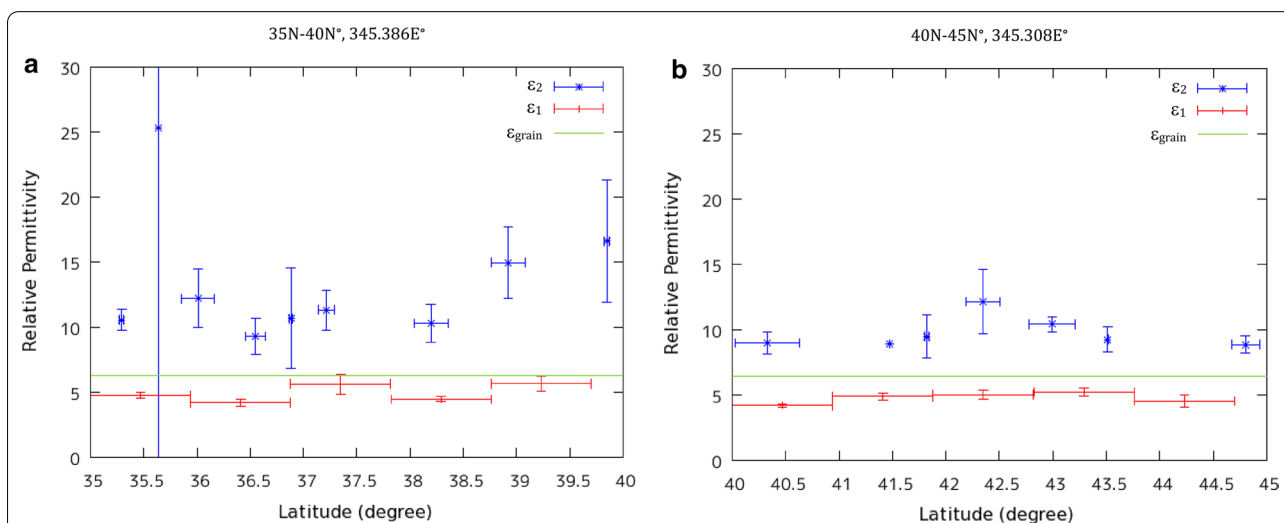 35N-40N°, 345.386E°
40N-45N°, 345.308E°
a
30
25
20
15
10
5
0
Relative Permittivity
ε2
ε1
εgrain
35 35.5 36 36.5 37 37.5 38 38.5 39 39.5 40
Latitude (degree)
b
30
25
20
15
10
5
0
Relative Permittivity
ε2
ε1
εgrain
40 40.5 41 41.5 42 42.5 43 43.5 44 44.5 45
Latitude (degree)